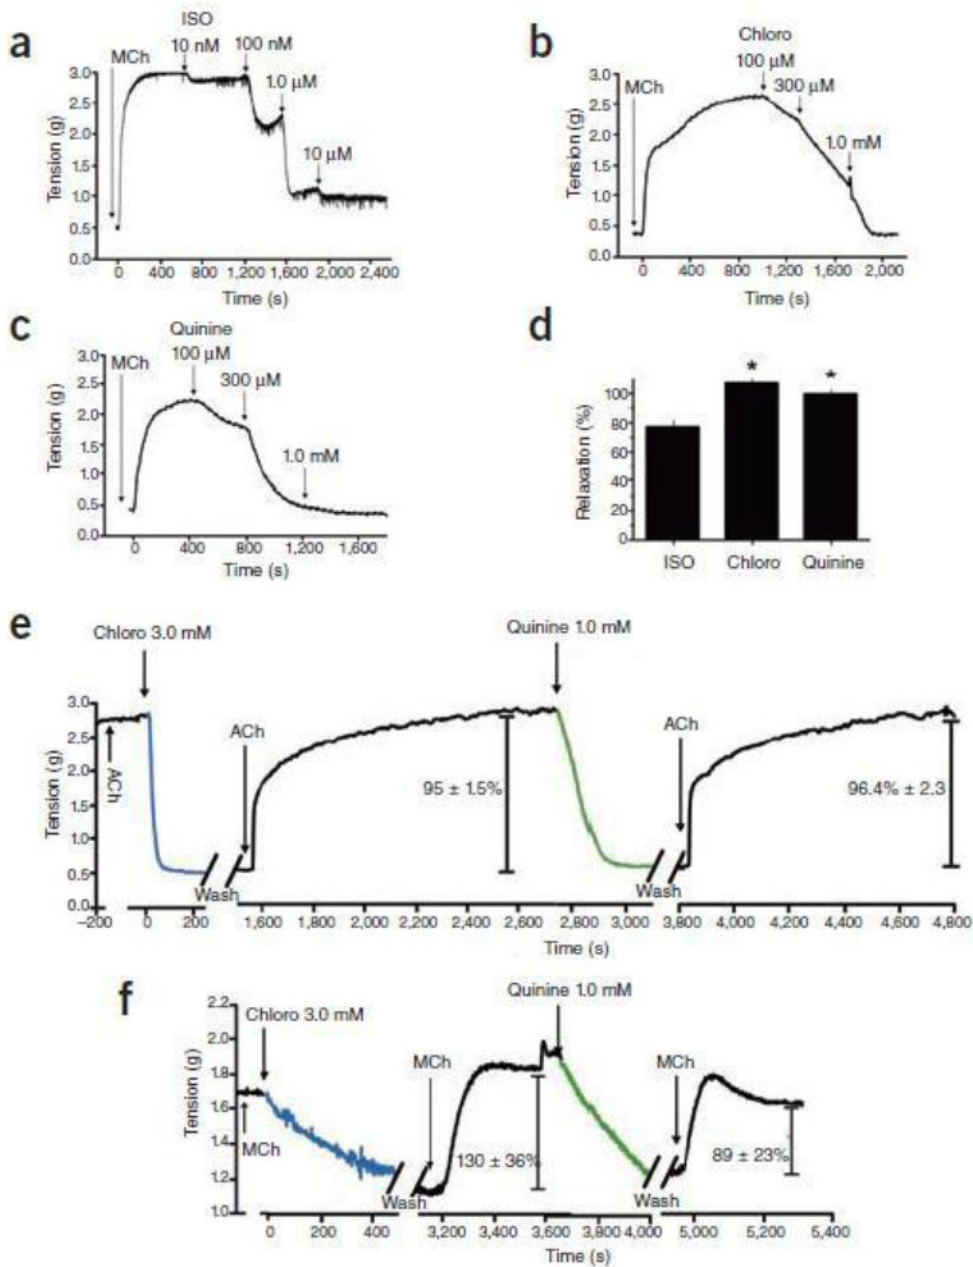 a
ISO
MCh
10 nM
100 nM
1.0 μM
10 μM
Tension (g)
3.0
2.5
2.0
1.5
1.0
0.5
0.0
0 400 800 1,200 1,600 2,000 2,400
Time (s)
b
Chloro
100 μM
MCh
300 μM
1.0 mM
Tension (g)
3.0
2.5
2.0
1.5
1.0
0.5
0.0
0 400 800 1,200 1,600 2,000
Time (s)
c
Quinine
MCh
100 μM
300 μM
1.0 mM
Tension (g)
3.0
2.5
2.0
1.5
1.0
0.5
0.0
0 400 800 1,200 1,600
Time (s)
d
* *
Relaxation (%)
100
80
60
40
20
0
ISO Chloro Quinine
e
Chloro 3.0 mM
Quinine 1.0 mM
ACh
ACh
ACh
Tension (g)
3.0
2.5
2.0
1.5
1.0
0.5
0.0
95 ± 1.5%
96.4% ± 2.3
Wash
Wash
–200 0 200 1,600 1,800 2,000 2,200 2,400 2,600 2,800 3,000 3,800 4,000 4,200 4,400 4,600 4,800
Time (s)
f
Chloro 3.0 mM
Quinine 1.0 mM
MCh
MCh
MCh
Tension (g)
2.2
2.0
1.8
1.6
1.4
1.2
1.0
130 ± 36%
89 ± 23%
Wash
Wash
0 200 400 3,200 3,400 3,600 3,800 4,000 5,000 5,200 5,400
Time (s)